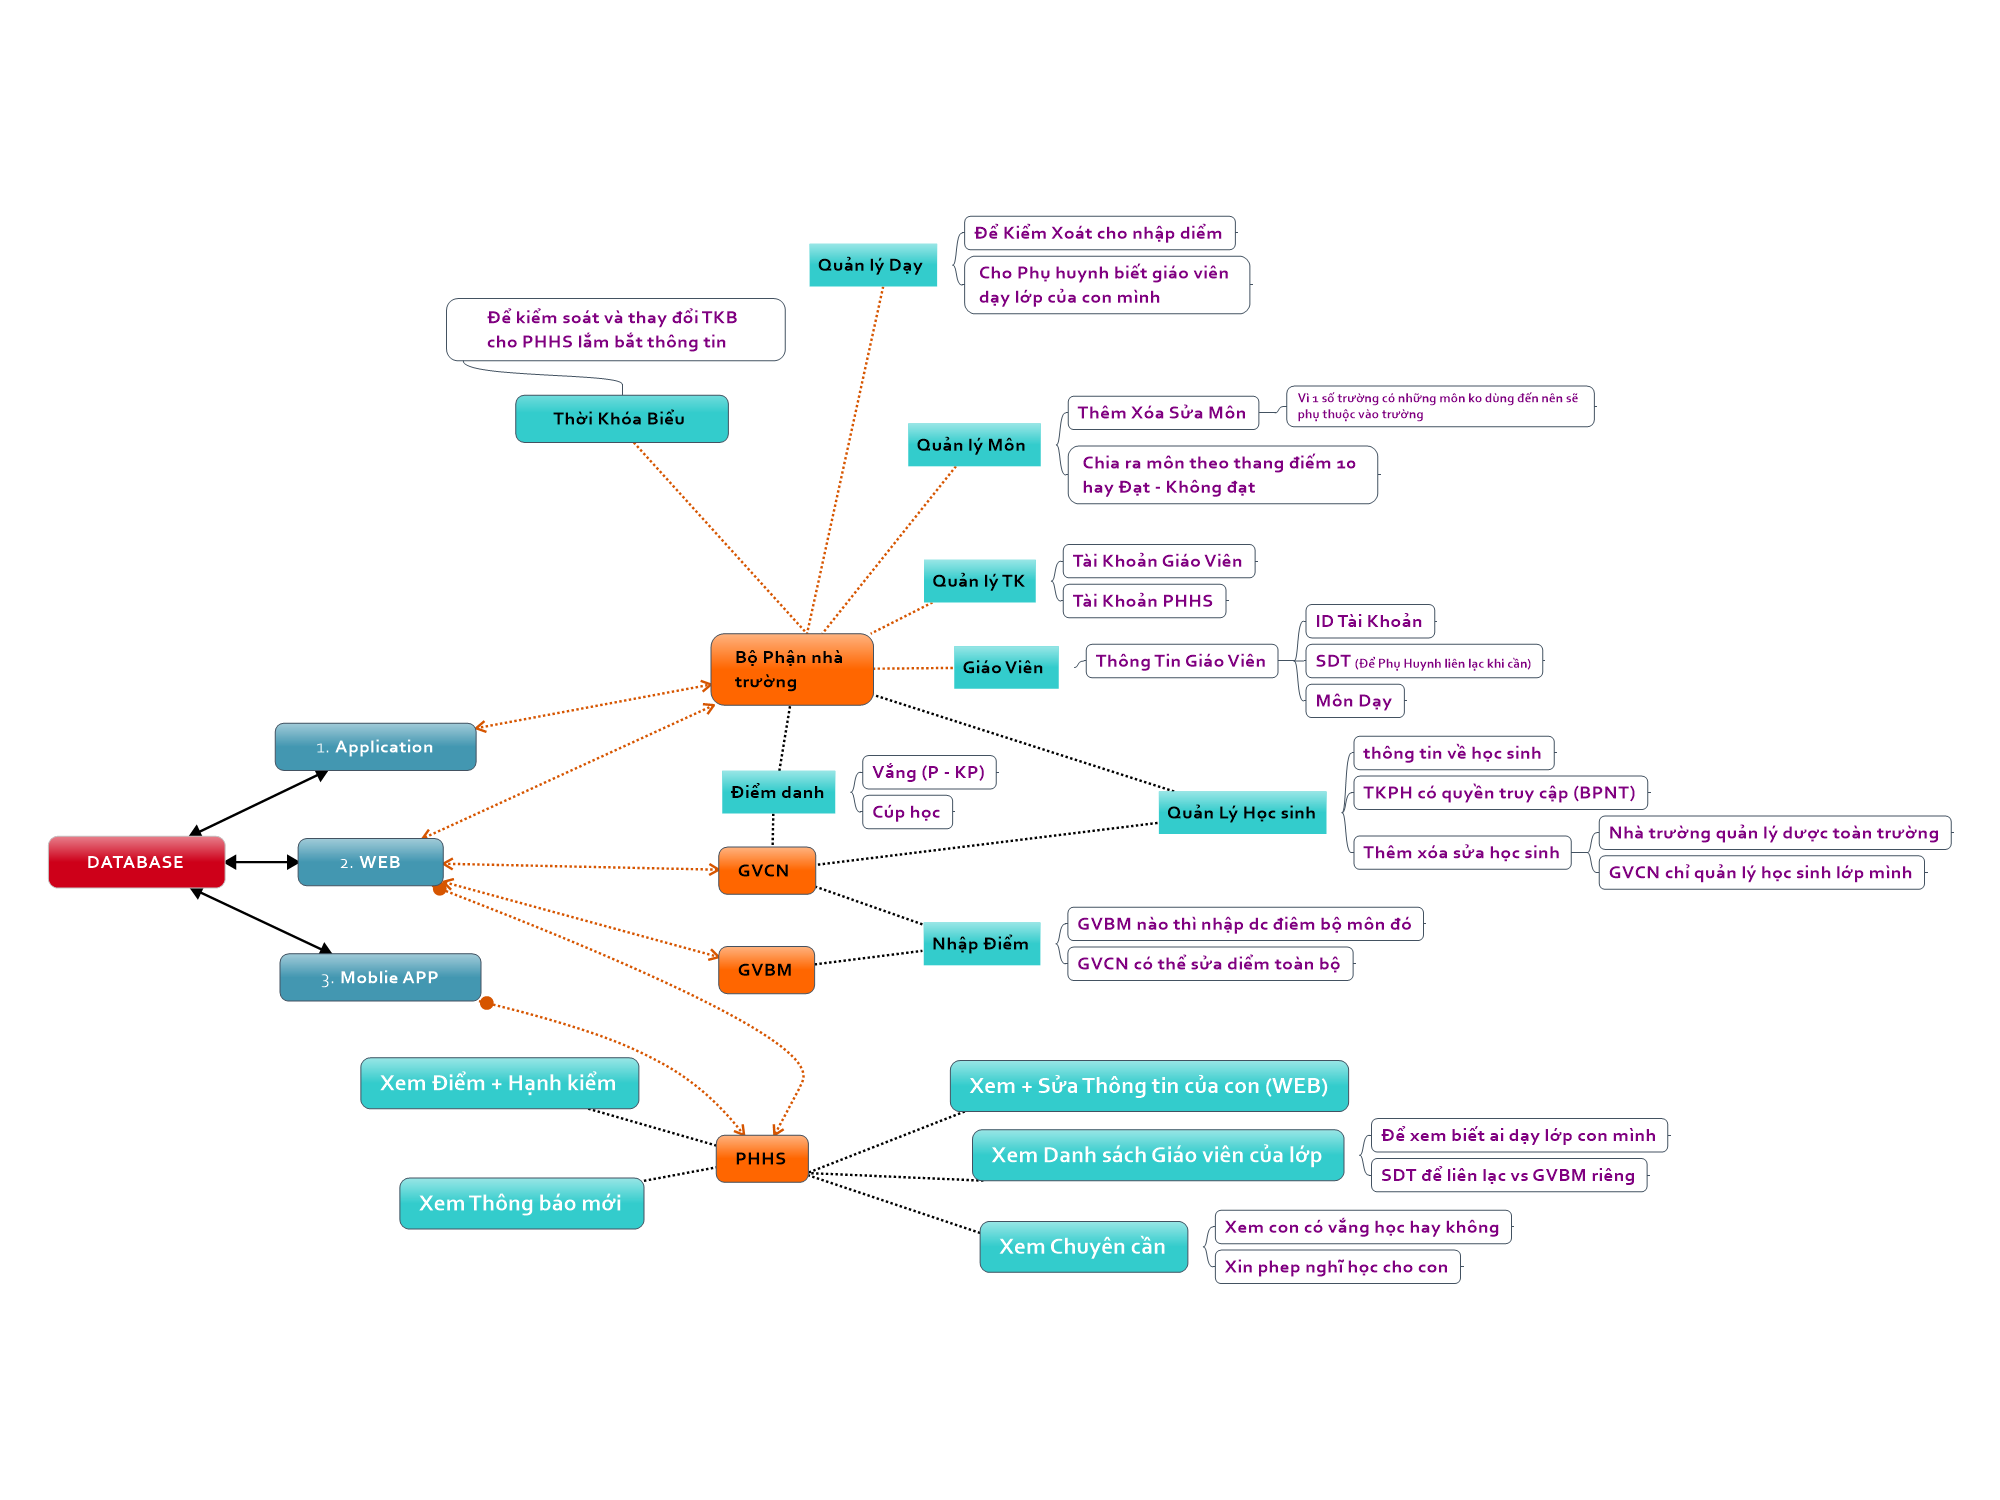 Để Kiểm Xoát cho nhập diểm
Quản lý Dạy
Cho Phụ huynh biết giáo viên
dạy lớp của con mình
Để kiểm soát và thay đổi TKB
cho PHHS lắm bắt thông tin
Thời Khóa Biểu
Quản lý Môn
Thêm Xóa Sửa Môn
Vì 1 số trường có những môn ko dùng đến nên sẽ
phụ thuộc vào trường
Chia ra môn theo thang điếm 10
hay Đạt - Không đạt
Quản lý TK
Tài Khoản Giáo Viên
Tài Khoản PHHS
Bộ Phận nhà
trường
Giáo Viên
Thông Tin Giáo Viên
ID Tài Khoản
SDT (Để Phụ Huynh liên lạc khi cần)
Môn Dạy
1. Application
Điểm danh
Vắng (P - KP)
Cúp học
Quản Lý Học sinh
thông tin về học sinh
TKPH có quyền truy cập (BPNT)
Thêm xóa sửa học sinh
Nhà trường quản lý dược toàn trường
GVCN chỉ quản lý học sinh lớp mình
DATABASE
2. WEB
GVCN
Nhập Điểm
GVBM nào thì nhập dc điêm bộ môn đó
GVCN có thể sửa diểm toàn bộ
GVBM
3. Moblie APP
Xem Điểm + Hạnh kiểm
Xem + Sửa Thông tin của con (WEB)
PHHS
Xem Danh sách Giáo viên của lớp
Để xem biết ai dạy lớp con mình
SDT để liên lạc vs GVBM riêng
Xem Thông báo mới
Xem Chuyên cần
Xem con có vắng học hay không
Xin phep nghĩ học cho con